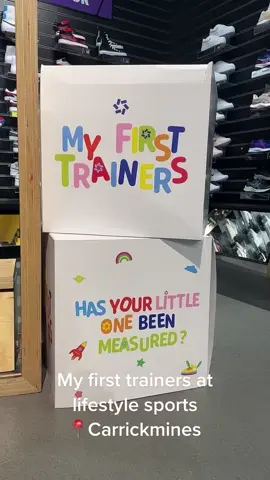 MY FIRST
TRAINERS
HAS YOUR LITTLE
ONE BEEN
MEASURED?
My first trainers at
lifestyle sports
📍Carrickmines